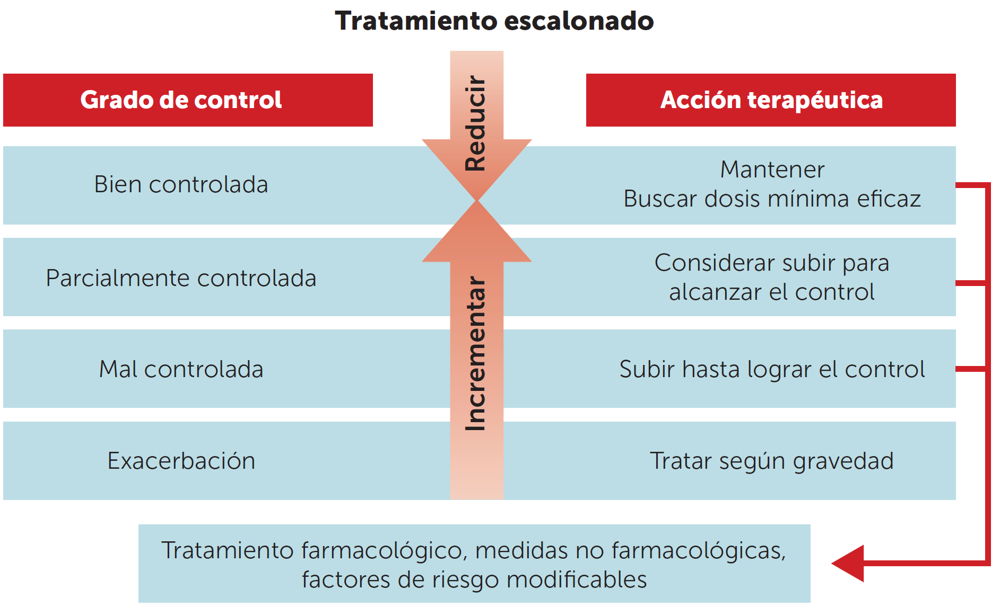 Tratamiento escalonado
Grado de control
Reducir
Acción terapéutica
Bien controlada
Mantener
Buscar dosis mínima eficaz
Parcialmente controlada
Incrementar
Considerar subir para
alcanzar el control
Mal controlada
Subir hasta lograr el control
Exacerbación
Tratar según gravedad
Tratamiento farmacológico, medidas no farmacológicas,
factores de riesgo modificables